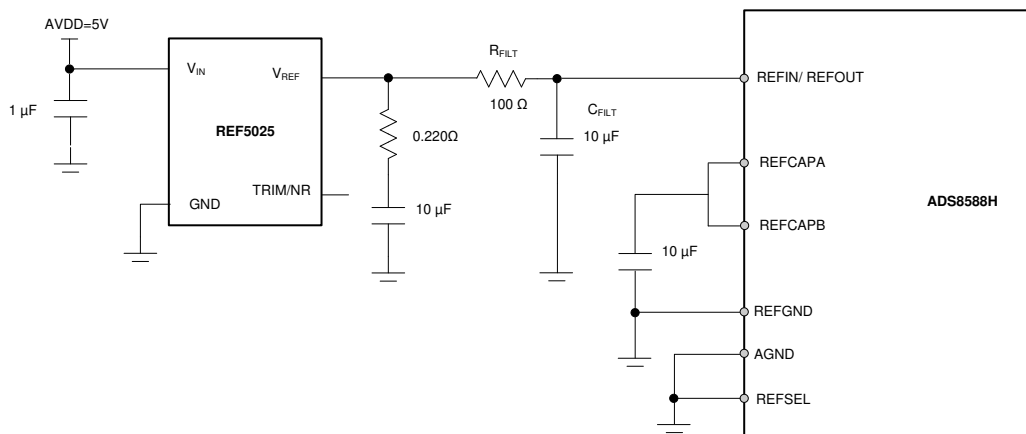 AVDD=5V
VIN
VREF
1 µF
REF5025
TRIM/NR
GND
0.220Ω
10 µF
RFILT
100 Ω
CFILT
10 µF
REFIN/ REFOUT
REFCAPA
REFCAPB
10 µF
ADS8588H
REFGND
AGND
REFSEL